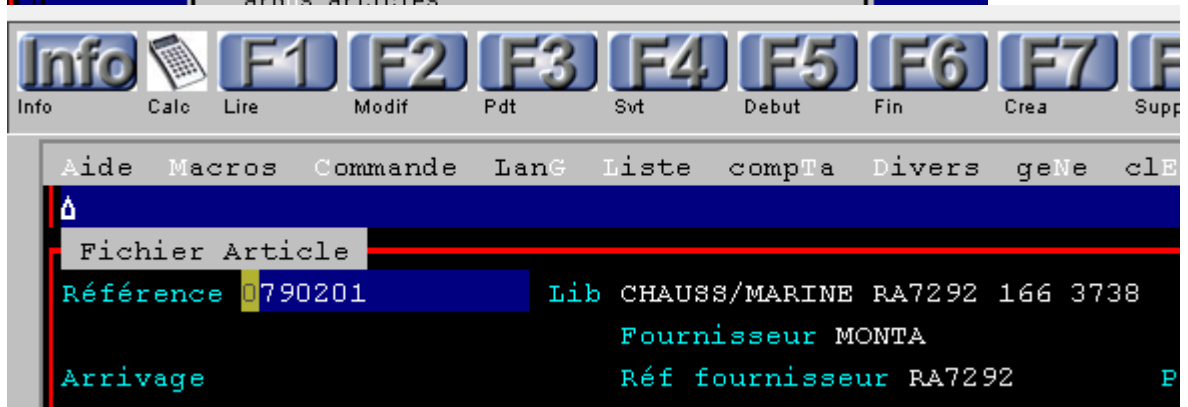 articles
Info F1 F2 F3 F4 F5 F6 F7 F
Info Calc Lire Modif Pdt Svt Debut Fin Crea Supp
Aide Macros Commande LanG Liste compTa Divers geNe clE
Fichier Article
Référence 0790201 Lib CHAUSS/MARINE RA7292 166 3738
Fournisseur MONTA
Arrivage Réf fournisseur RA7292 P